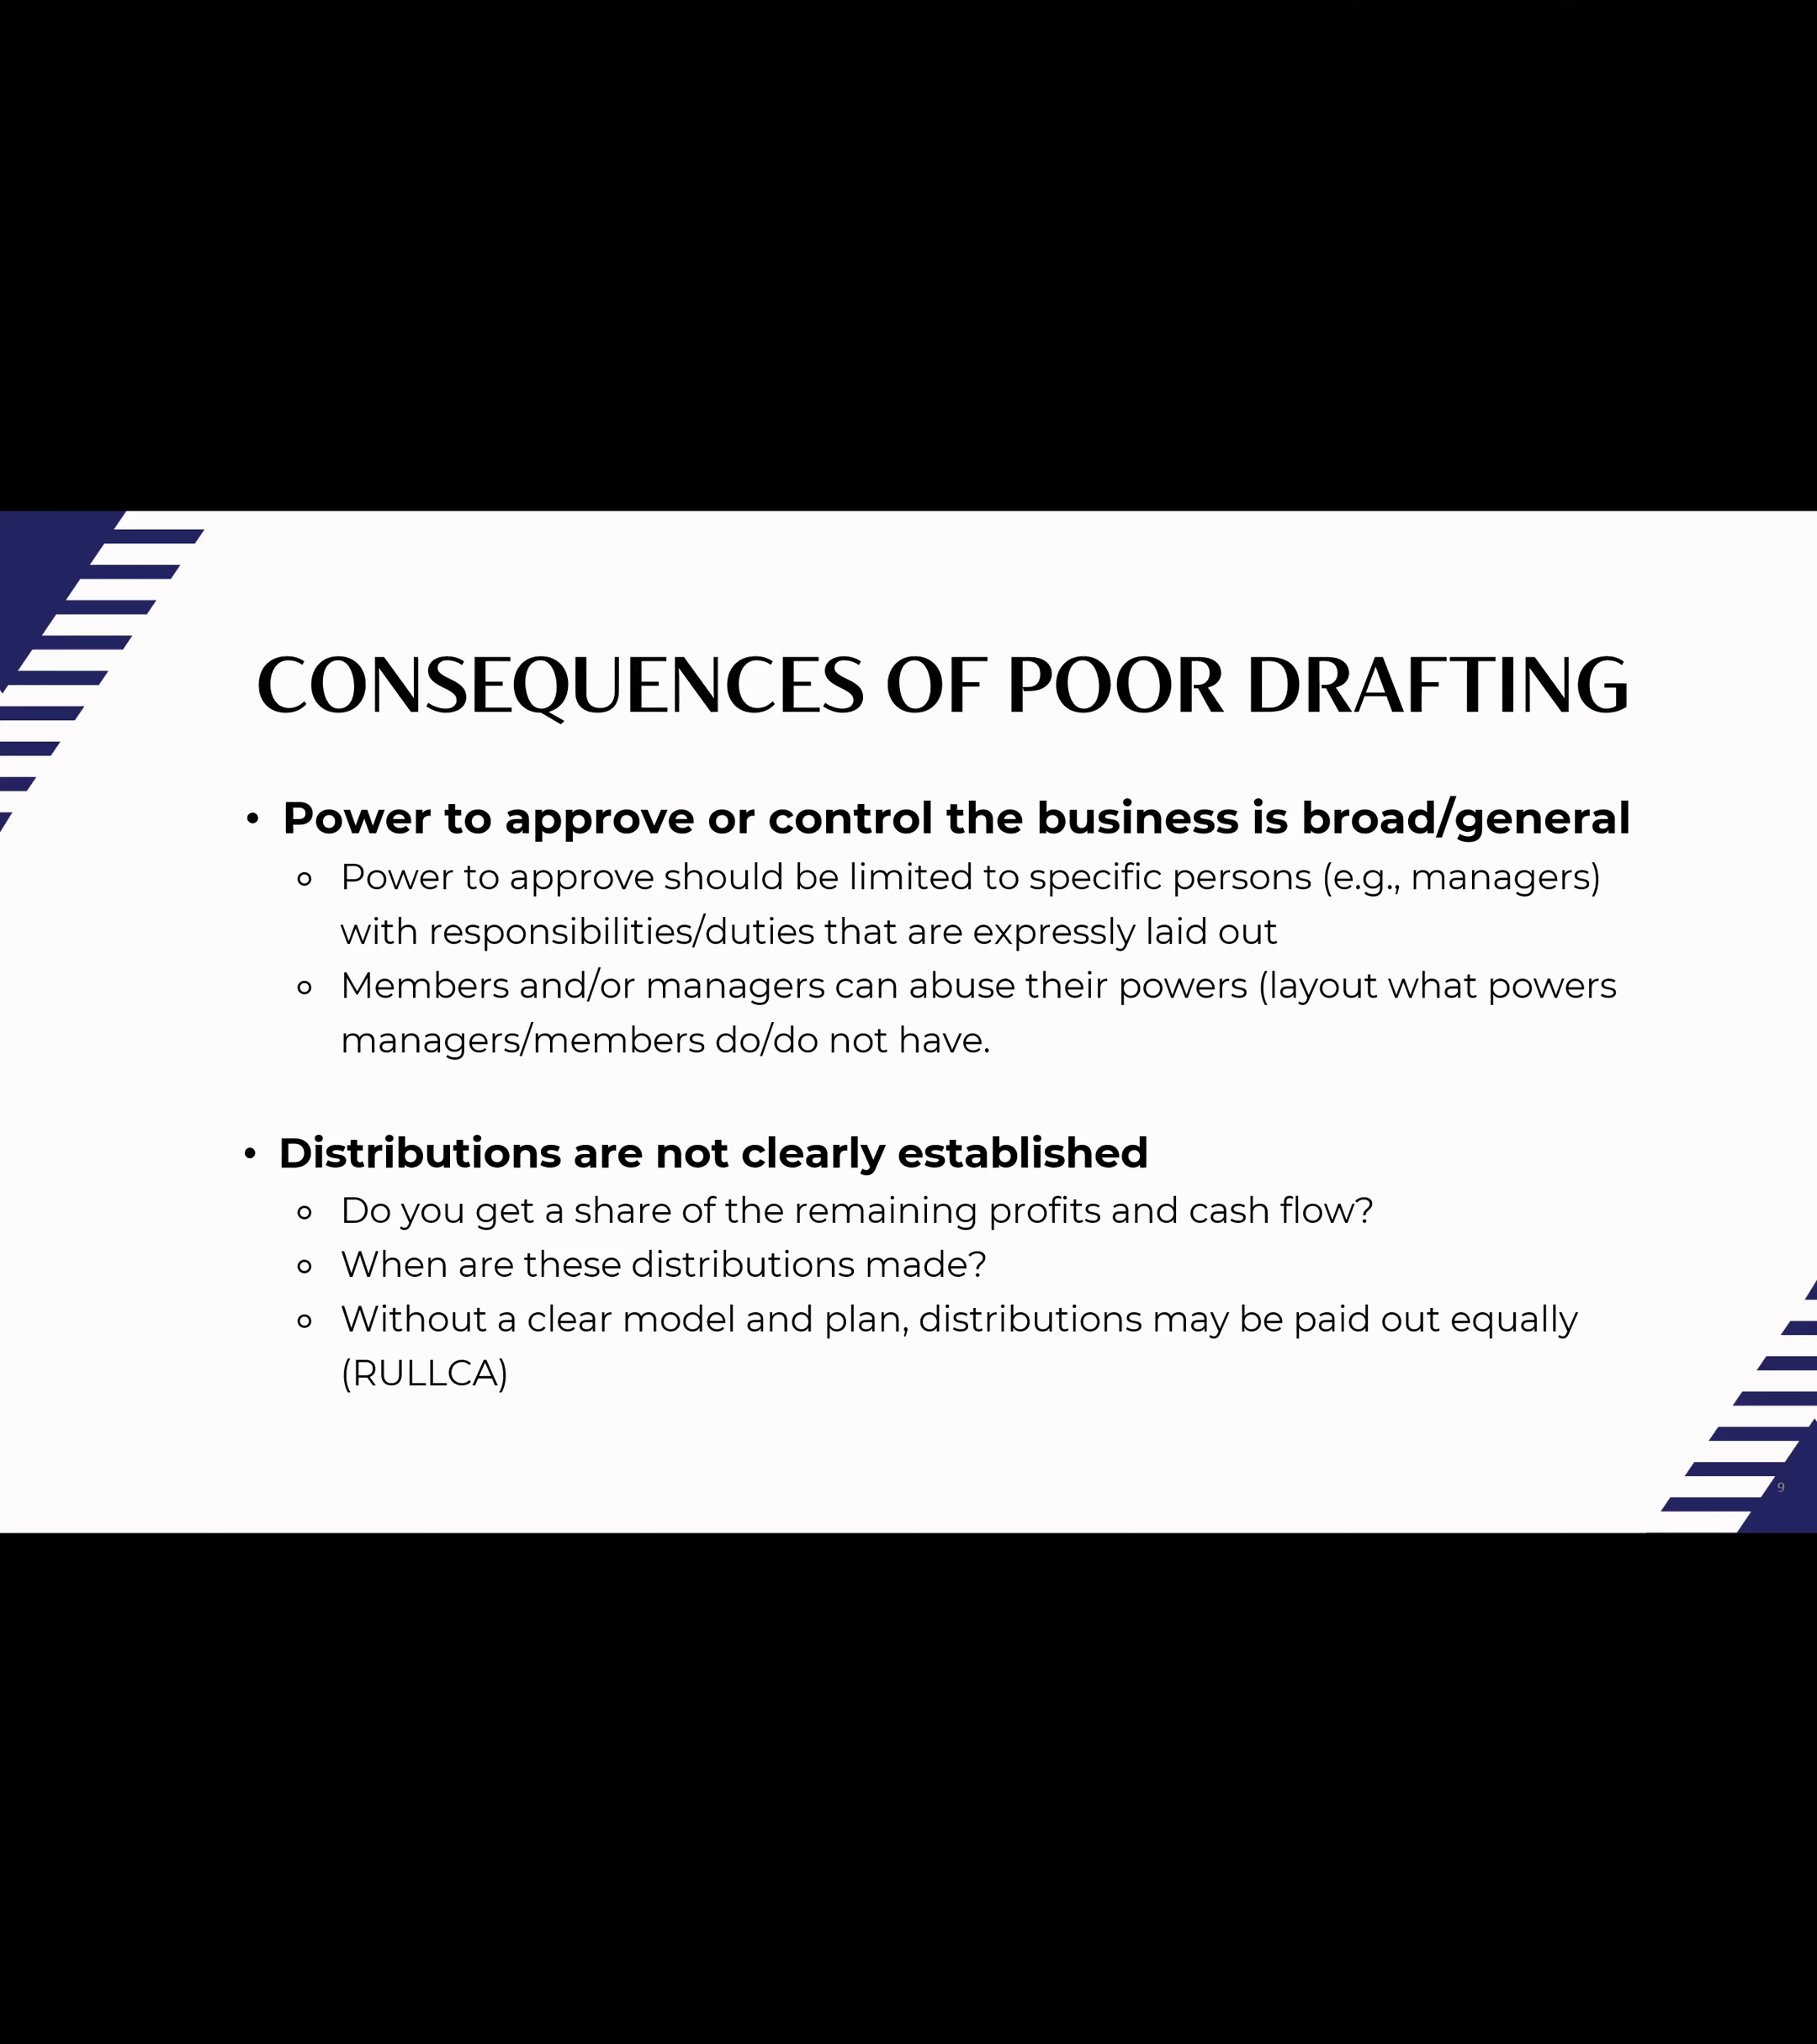 CONSEQUENCES OF POOR DRAFTING
• Power to approve or control the business is broad/general
○ Power to approve should be limited to specific persons (e.g., managers)
with responsibilities/duties that are expressly laid out
○ Members and/or managers can abuse their powers (layout what powers
managers/members do/do not have.
• Distributions are not clearly established
○ Do you get a share of the remaining profits and cash flow?
○ When are these distributions made?
○ Without a clear model and plan, distributions may be paid out equally
(RULLCA)
9